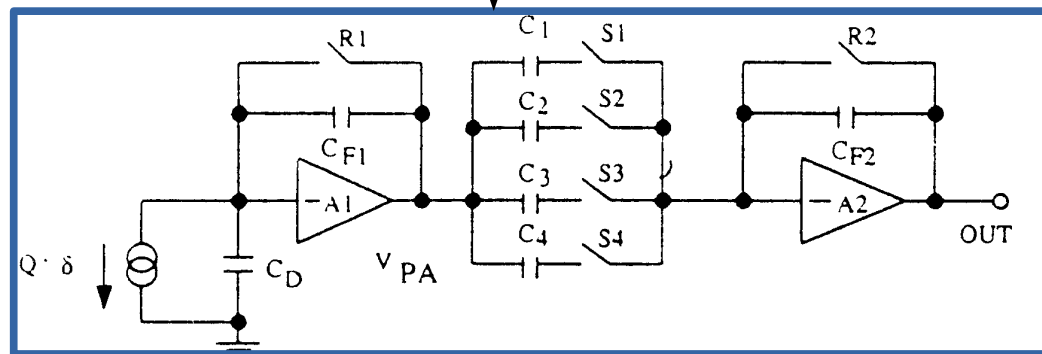 C1 S1
R1
R2
C2 S2
CF1
CF2
C3 S3
A1
A2
C4 S4
OUT
VPA
Q · δ
CD